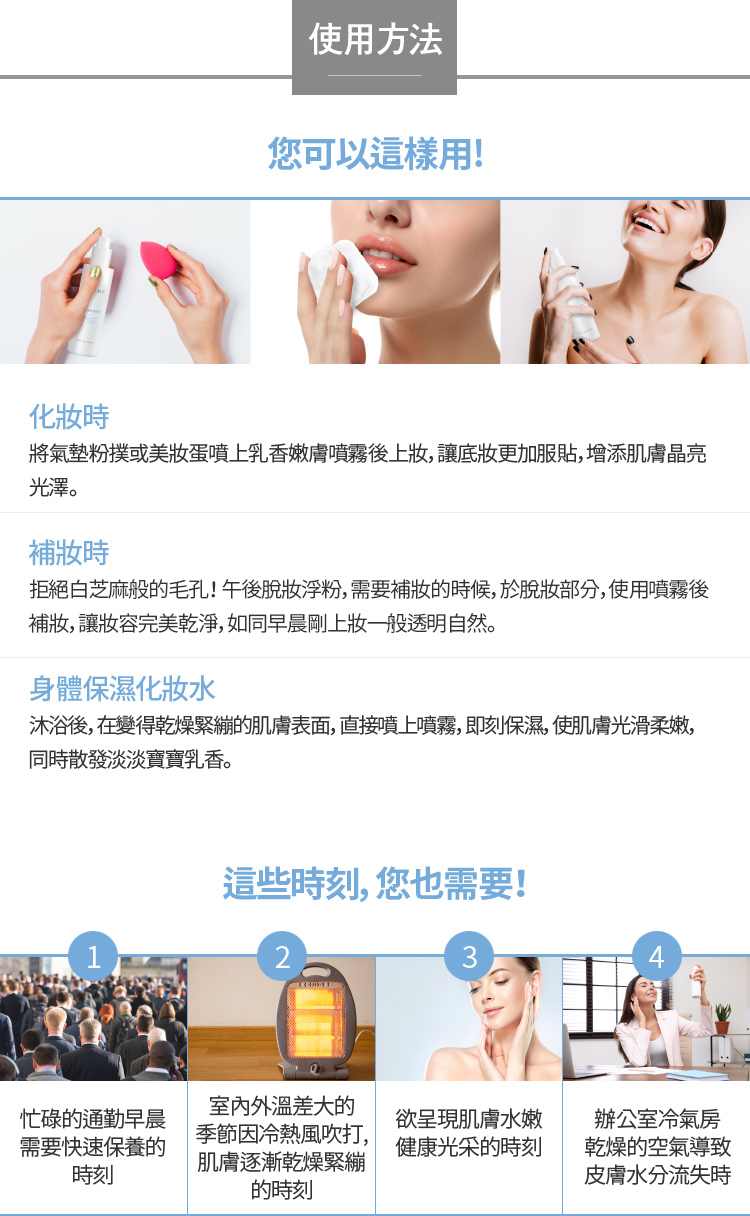 使用方法
您可以這樣用!
化妝時
將氣墊粉撲或美妝蛋噴上乳香嫩膚噴霧後上妝, 讓底妝更加服貼, 增添肌膚晶亮
光澤。
補妝時
拒絕白芝麻般的毛孔! 午後脫妝浮粉, 需要補妝的時候, 於脫妝部分, 使用噴霧後
補妝, 讓妝容完美乾淨, 如同早晨剛上妝一般透明自然。
身體保濕化妝水
沐浴後, 在變得乾燥緊繃的肌膚表面, 直接噴上噴霧, 即刻保濕, 使肌膚光滑柔嫩,
同時散發淡淡寶寶乳香。
這些時刻, 您也需要!
1
忙碌的通勤早晨
需要快速保養的
時刻
2
室內外溫差大的
季節因冷熱風吹打,
肌膚逐漸乾燥緊繃
的時刻
3
欲呈現肌膚水嫩
健康光采的時刻
4
辦公室冷氣房
乾燥的空氣導致
皮膚水分流失時